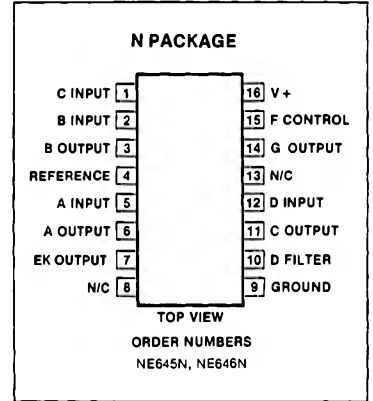 N PACKAGE
C INPUT 1 16 V+
B INPUT 2 15 F CONTROL
B OUTPUT 3 14 G OUTPUT
REFERENCE 4 13 N/C
A INPUT 5 12 D INPUT
A OUTPUT 6 11 C OUTPUT
EK OUTPUT 7 10 D FILTER
N/C 8 9 GROUND
TOP VIEW
ORDER NUMBERS
NE645N, NE646N